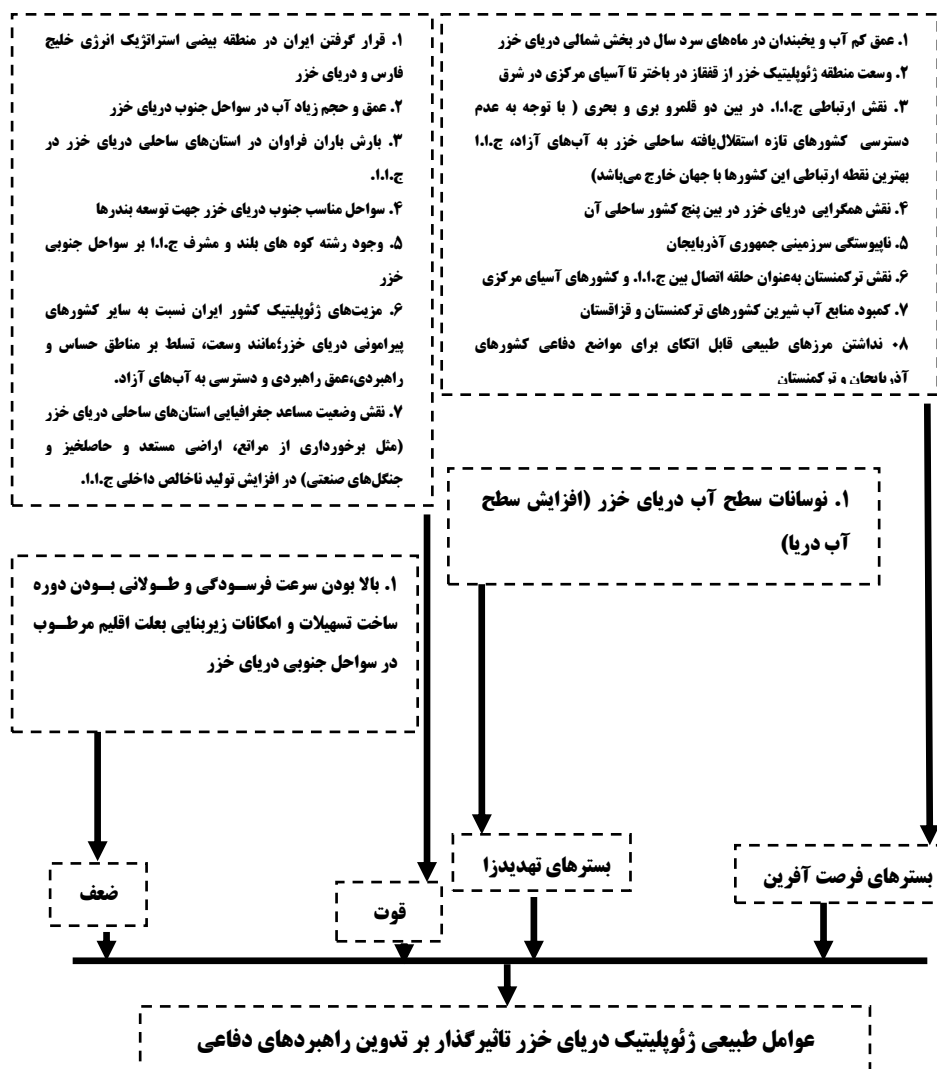 ۱. عمق کم آب و یخبندان در ماه‌های سرد سال در بخش شمالی دریای خزر
۲. وسعت منطقه ژئوپلیتیک خزر از قفقاز در باختر تا آسیای مرکزی در شرق
۳. نقش ارتباطی ج.ا.ا. در بین دو قلمرو بری و بحری ( با توجه به عدم
دسترسی کشورهای تازه استقلال‌یافته ساحلی خزر به آب‌های آزاد، ج.ا.ا
بهترین نقطه ارتباطی این کشورها با جهان خارج می‌باشد)
۴. نقش همگرایی دریای خزر در بین پنج کشور ساحلی آن
۵. ناپیوستگی سرزمینی جمهوری آذربایجان
۶. نقش ترکمنستان به‌عنوان حلقه اتصال بین ج.ا.ا. و کشورهای آسیای مرکزی
۷. کمبود منابع آب شیرین کشورهای ترکمنستان و قزاقستان
۰۸ نداشتن مرزهای طبیعی قابل اتکای برای مواضع دفاعی کشورهای
آذربایجان و ترکمنستان
۱. قرار گرفتن ایران در منطقه بیضی استراتژیک انرژی خلیج
فارس و دریای خزر
۲. عمق و حجم زیاد آب در سواحل جنوب دریای خزر
۳. بارش باران فراوان در استان‌های ساحلی دریای خزر در
ج.ا.ا.
۴. سواحل مناسب جنوب دریای خزر جهت توسعه بندرها
۵. وجود رشته کوه های بلند و مشرف ج.ا.ا بر سواحل جنوبی
خزر
۶. مزیت‌های ژئوپلیتیک کشور ایران نسبت به سایر کشورهای
پیرامونی دریای خزر؛مانند وسعت، تسلط بر مناطق حساس و
راهبردی،عمق راهبردی و دسترسی به آب‌های آزاد.
۷. نقش وضعیت مساعد جغرافیایی استان‌های ساحلی دریای خزر
(مثل برخورداری از مراتع، اراضی مستعد و حاصلخیز و
جنگل‌های صنعتی) در افزایش تولید ناخالص داخلی ج.ا.ا.
۱. نوسانات سطح آب دریای خزر (افزایش سطح
آب دریا)
۱. بالا بودن سرعت فرســودگی و طــولانی بــودن دوره
ساخت تسهیلات و امکانات زیربنایی بعلت اقلیم مرطــوب
در سواحل جنوبی دریای خزر
بسترهای فرصت آفرین
بسترهای تهدیدزا
قوت
ضعف
عوامل طبیعی ژئوپلیتیک دریای خزر تاثیرگذار بر تدوین راهبردهای دفاعی